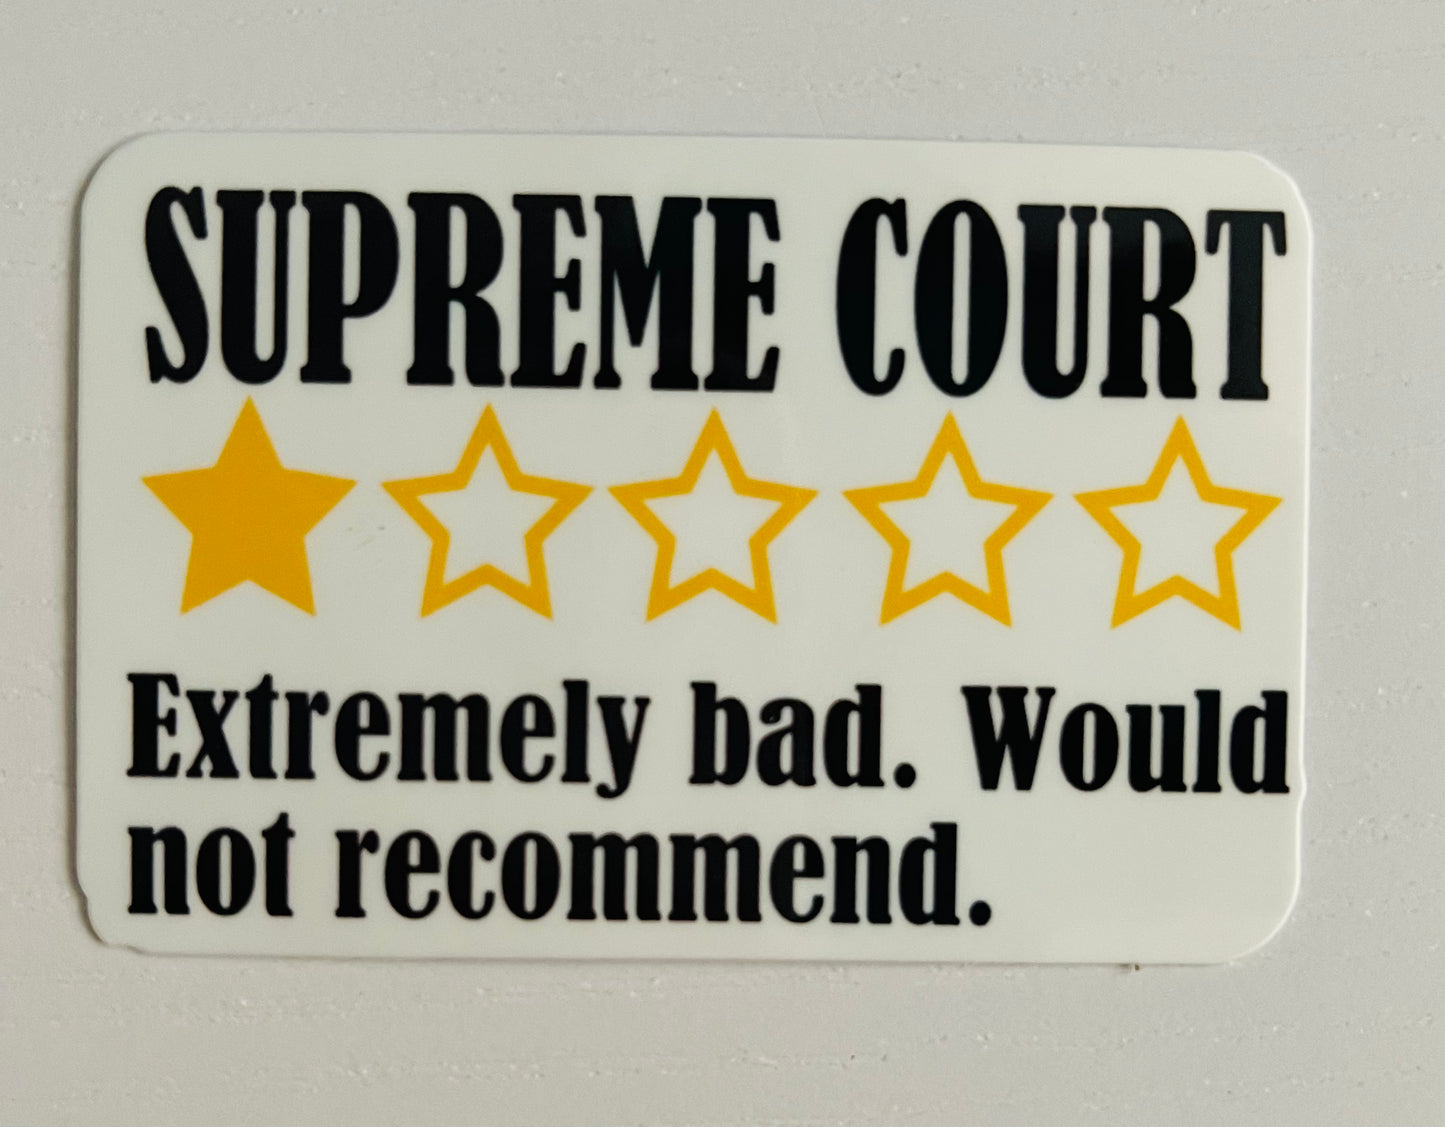 SUPREME COURT
Extremely bad. Would
not recommend.